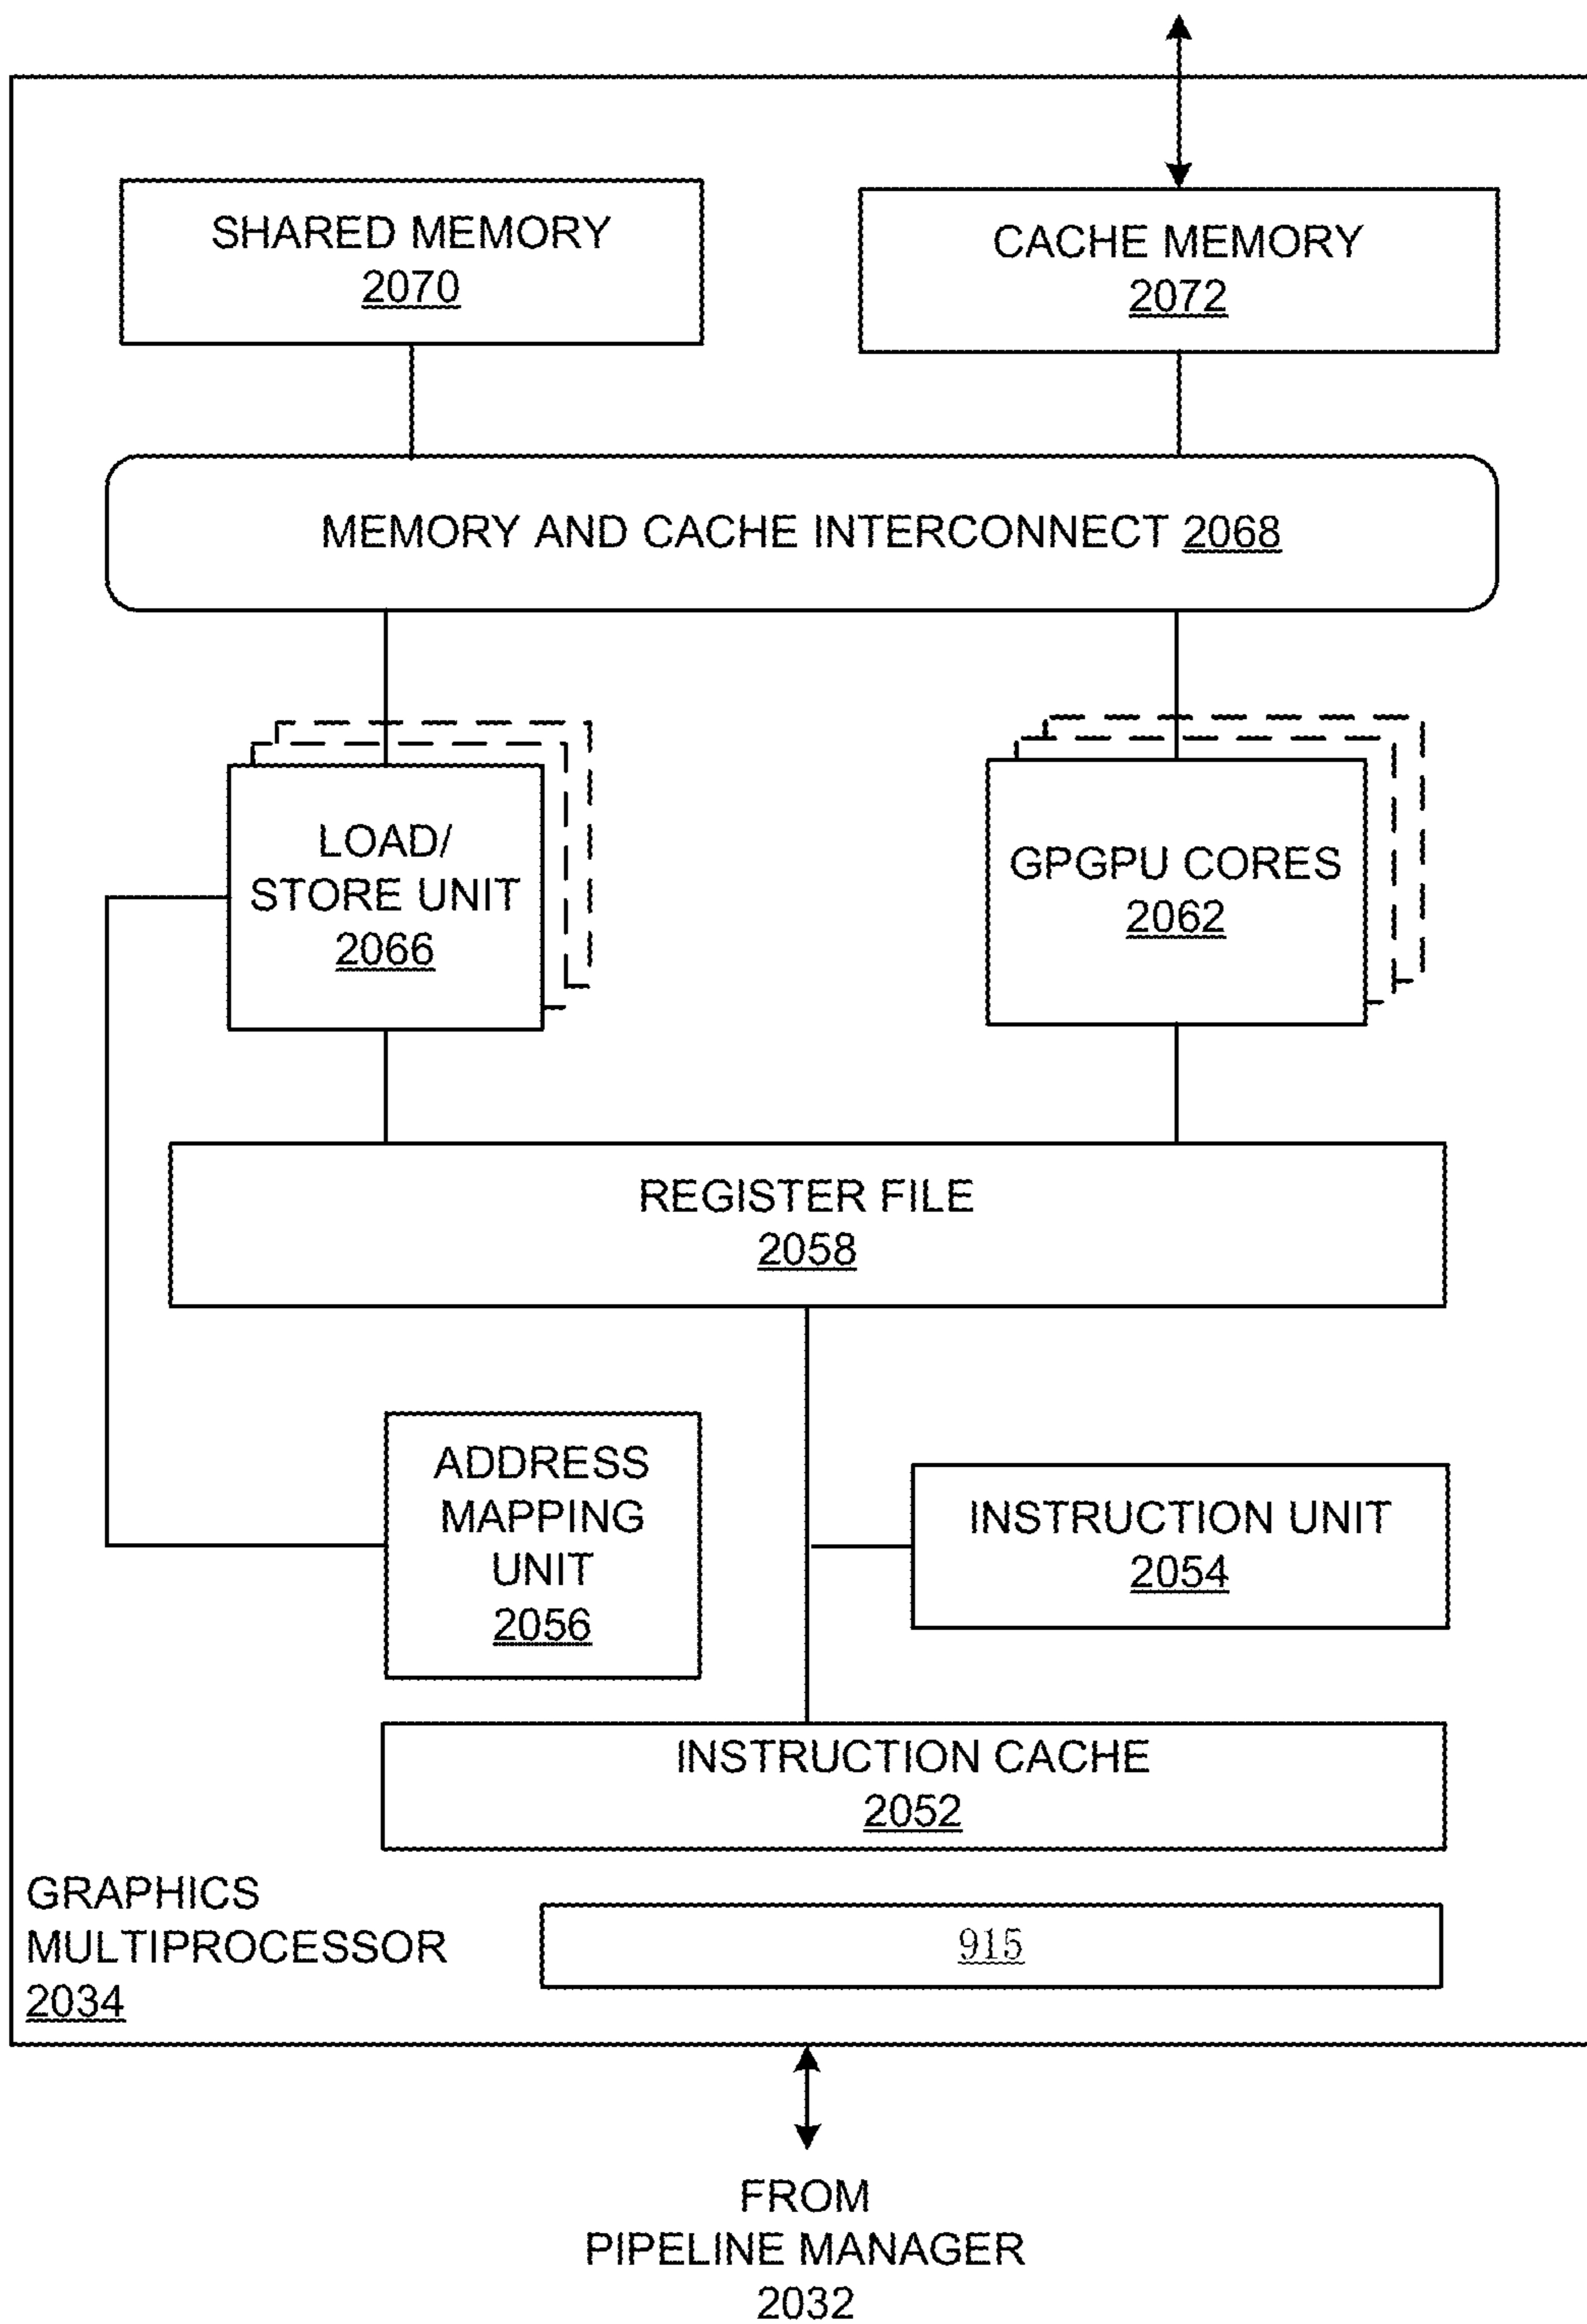 SHARED MEMORY
2070
CACHE MEMORY
2072
MEMORY AND CACHE INTERCONNECT 2068
LOAD/
STORE UNIT
2066
GPGPU CORES
2062
REGISTER FILE
2058
ADDRESS
MAPPING
UNIT
2056
INSTRUCTION UNIT
2054
INSTRUCTION CACHE
2052
GRAPHICS
MULTIPROCESSOR
2034
915
FROM
PIPELINE MANAGER
2032